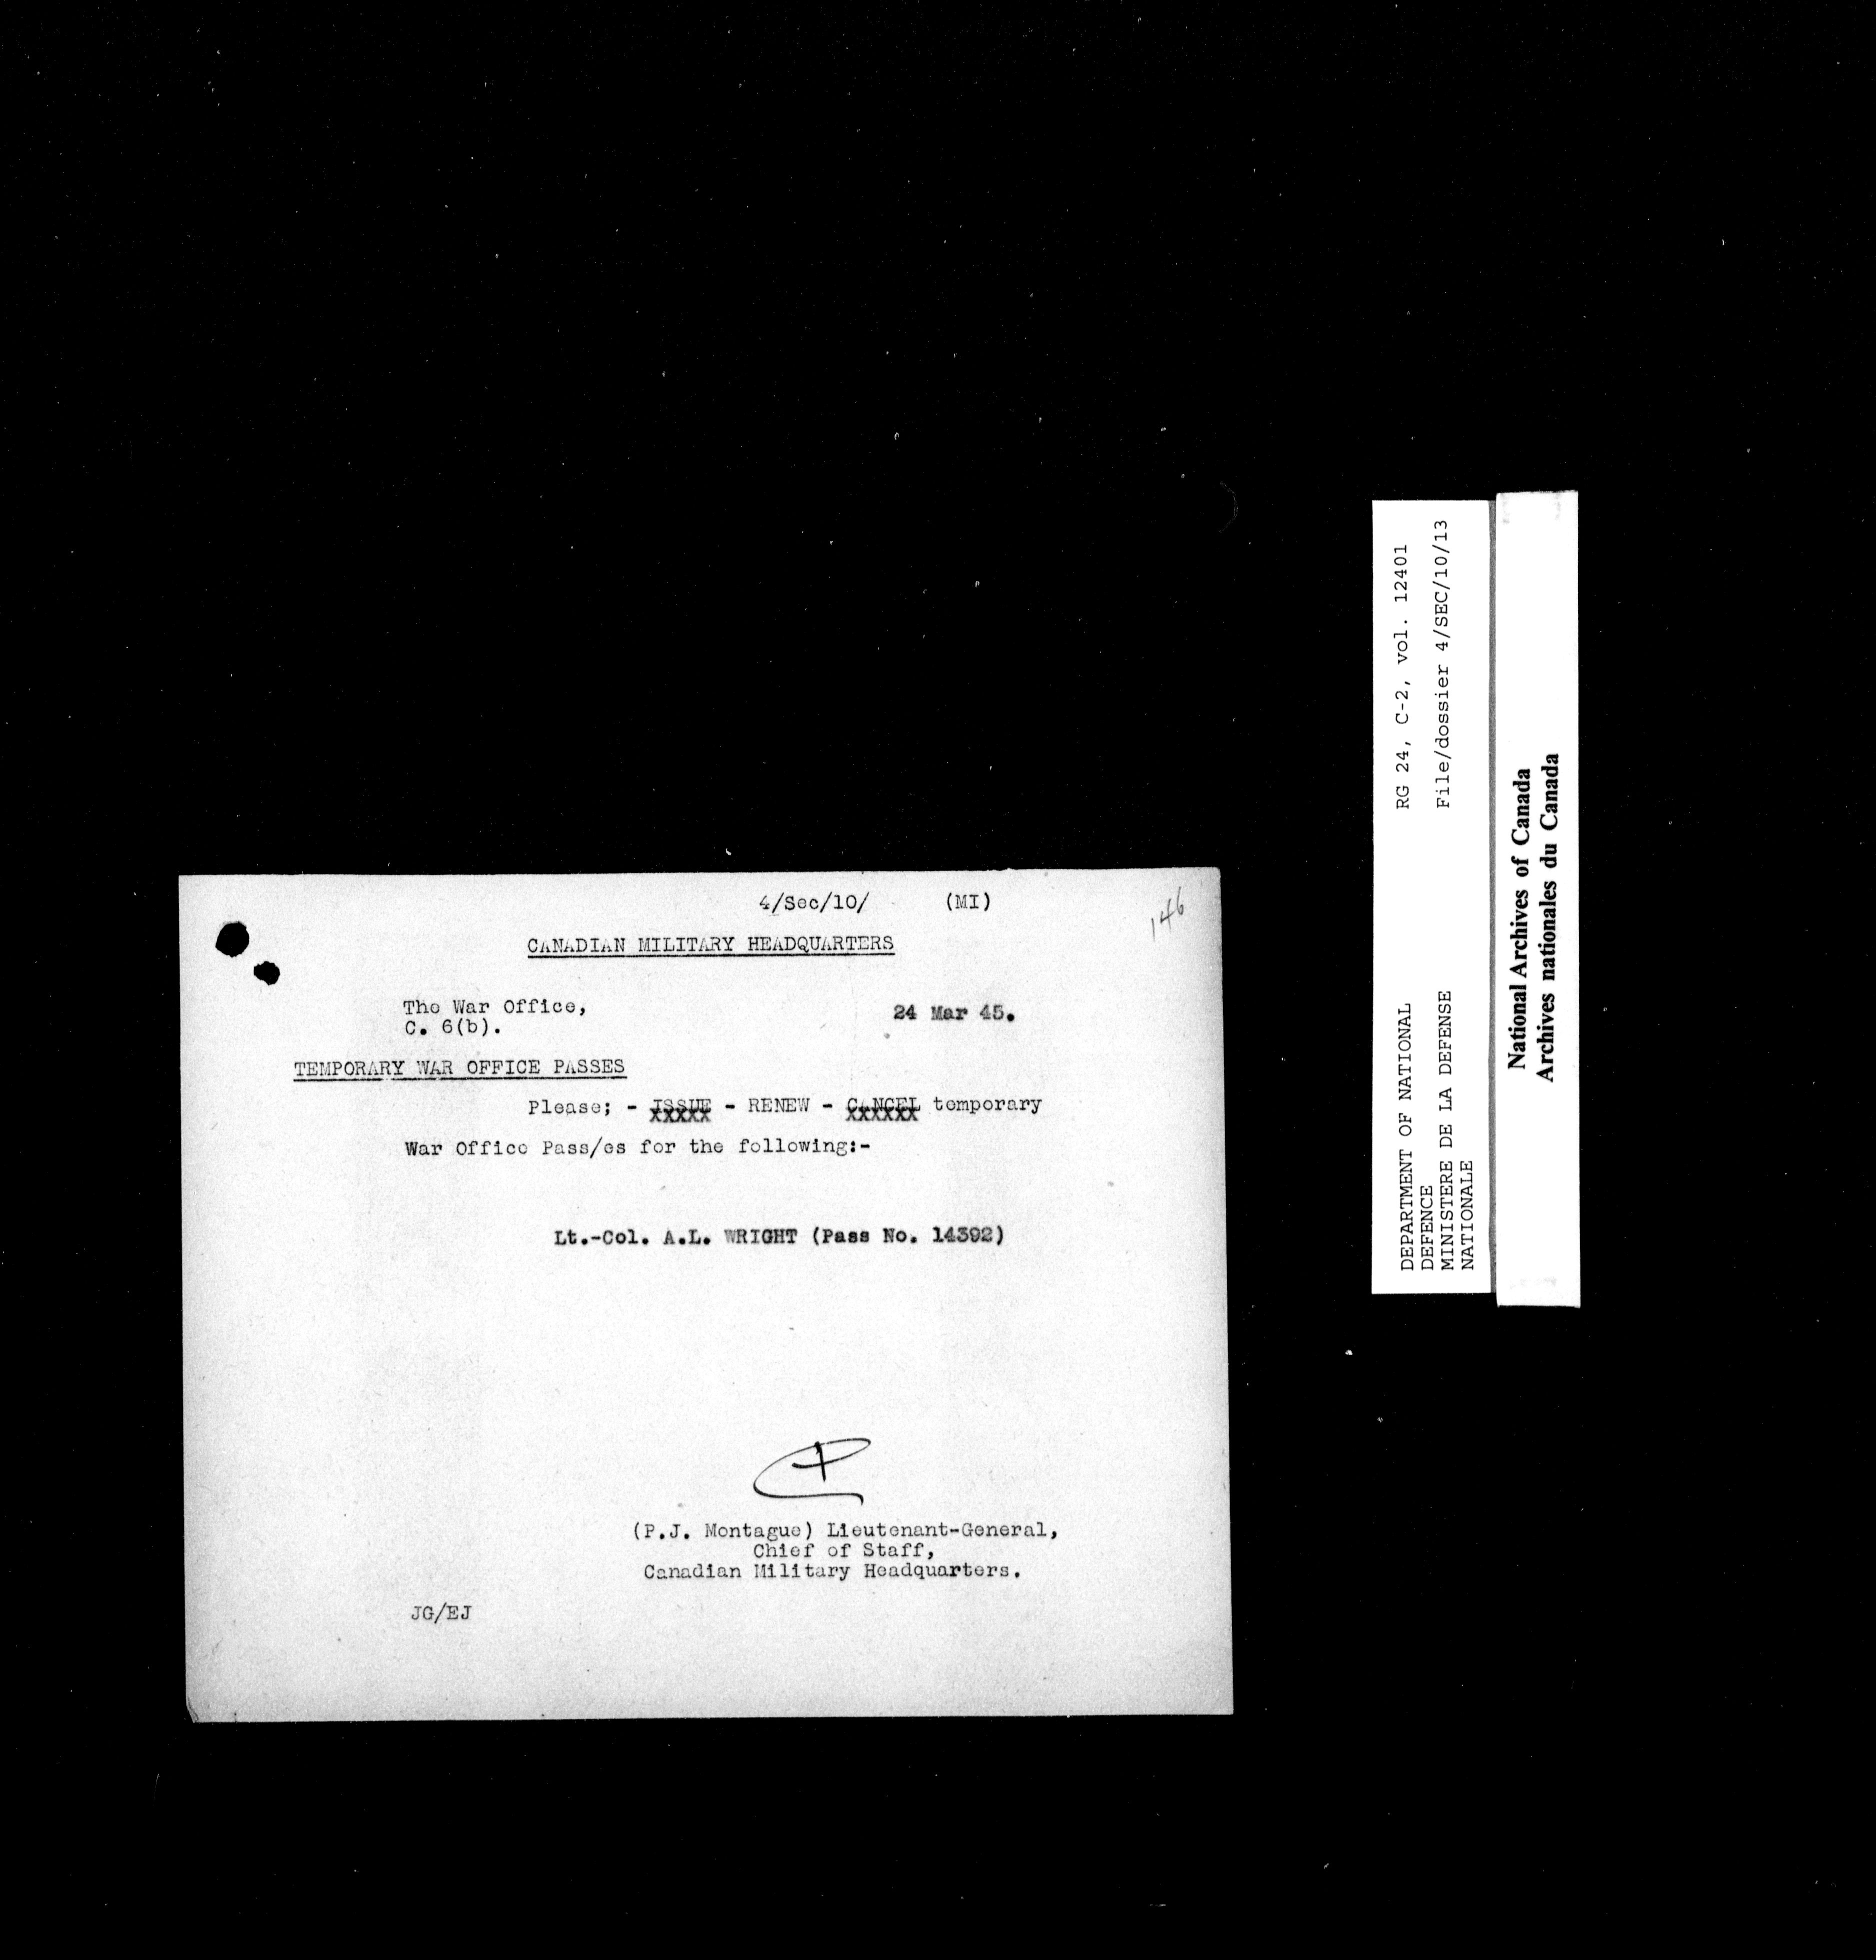 4/Sec/10/ (MI)
146
CANADIAN MILITARY HEADQUARTERS
The War Office,
C. 6(b).
24 Mar 45.
TEMPORARY WAR OFFICE PASSES
Please; - ISSUE - RENEW - CANCEL temporary
War Office Pass/es for the following:-
Lt.-Col. A.L. WRIGHT (Pass No. 14392)
(P.J. Montague) Lieutenant-General,
Chief of Staff,
Canadian Military Headquarters.
JG/EJ
DEPARTMENT OF NATIONAL
DEFENCE
MINISTERE DE LA DEFENSE
NATIONALE
RG 24, C-2, vol. 12401
File/dossier 4/SEC/10/13
National Archives of Canada
Archives nationales du Canada